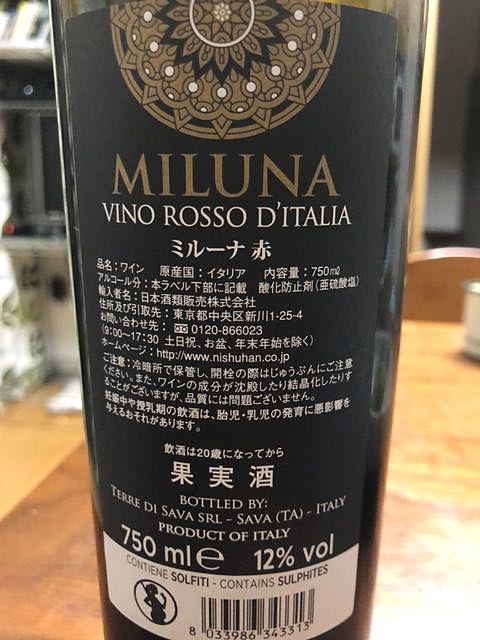 MILUNA
VINO ROSSO D'ITALIA
ミルーナ 赤
品名：ワイン 原産国：イタリア 内容量：750㎖
アルコール分：本ラベル下部に記載 酸化防止剤（亜硫酸塩）
輸入者名：日本酒類販売株式会社
住所及び引取先：東京都中央区新川1-25-4
お問い合わせ先： 0120-866023
（9:00～17:30 土日祝、お盆、年末年始を除く）
ホームページ：http://www.nishuhan.co.jp
ご注意：冷暗所で保管し、開栓の際はじゅうぶんにご注意
ください。また、ワインの成分が沈殿したり結晶化したりす
ることがございますが、品質には問題ございません。
妊娠中や授乳期の飲酒は、胎児・乳児の発育に悪影響を
与えるおそれがあります。
飲酒は20歳になってから
果実酒
BOTTLED BY:
TERRE DI SAVA SRL - SAVA (TA) - ITALY
PRODUCT OF ITALY
750 ml e 12% vol
CONTIENE SOLFITI - CONTAINS SULPHITES
8 033986 343313